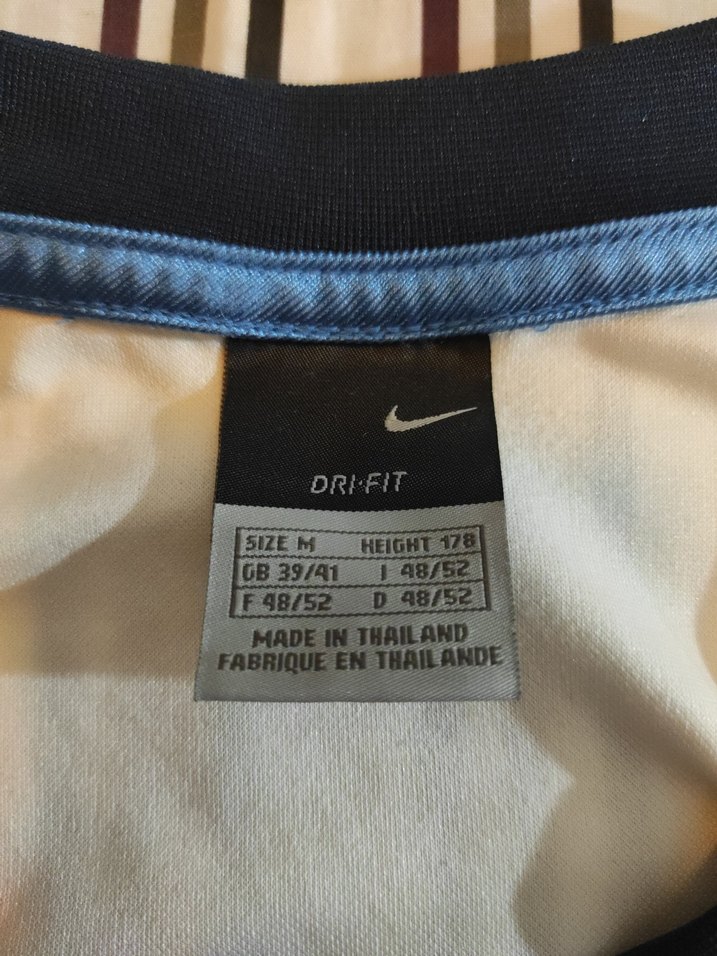 DRI·FIT
SIZE M HEIGHT 178
GB 39/41 I 48/52
F 48/52 D 48/52
MADE IN THAILAND
FABRIQUE EN THAILANDE